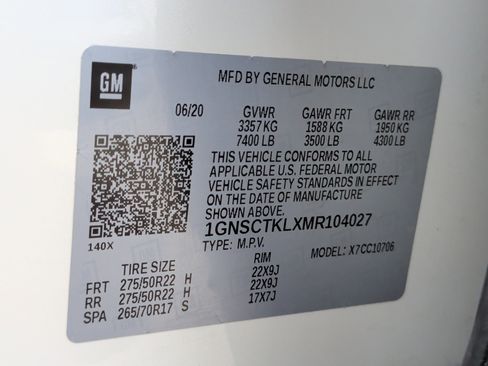 GM
MFD BY GENERAL MOTORS LLC
06/20 GVWR GAWR FRT GAWR RR
3357 KG 1588 KG 1950 KG
7400 LB 3500 LB 4300 LB
THIS VEHICLE CONFORMS TO ALL
APPLICABLE U.S. FEDERAL MOTOR
VEHICLE SAFETY STANDARDS IN EFFECT
ON THE DATE OF MANUFACTURE
SHOWN ABOVE.
1GNSCTKLXMR104027
140X TYPE: M.P.V. MODEL: X7CC10706
TIRE SIZE RIM
FRT 275/50R22 H 22X9J
RR 275/50R22 H 22X9J
SPA 265/70R17 S 17X7J